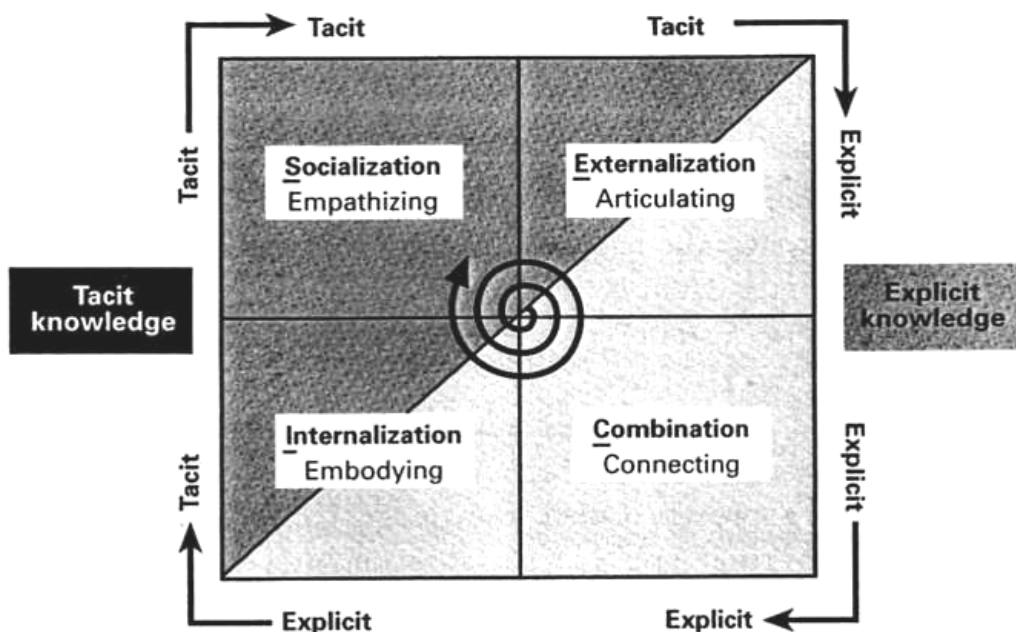 Tacit
Tacit
Tacit
Explicit
Socialization
Empathizing
Externalization
Articulating
Tacit
knowledge
Explicit
knowledge
Internalization
Embodying
Combination
Connecting
Tacit
Explicit
Explicit
Explicit